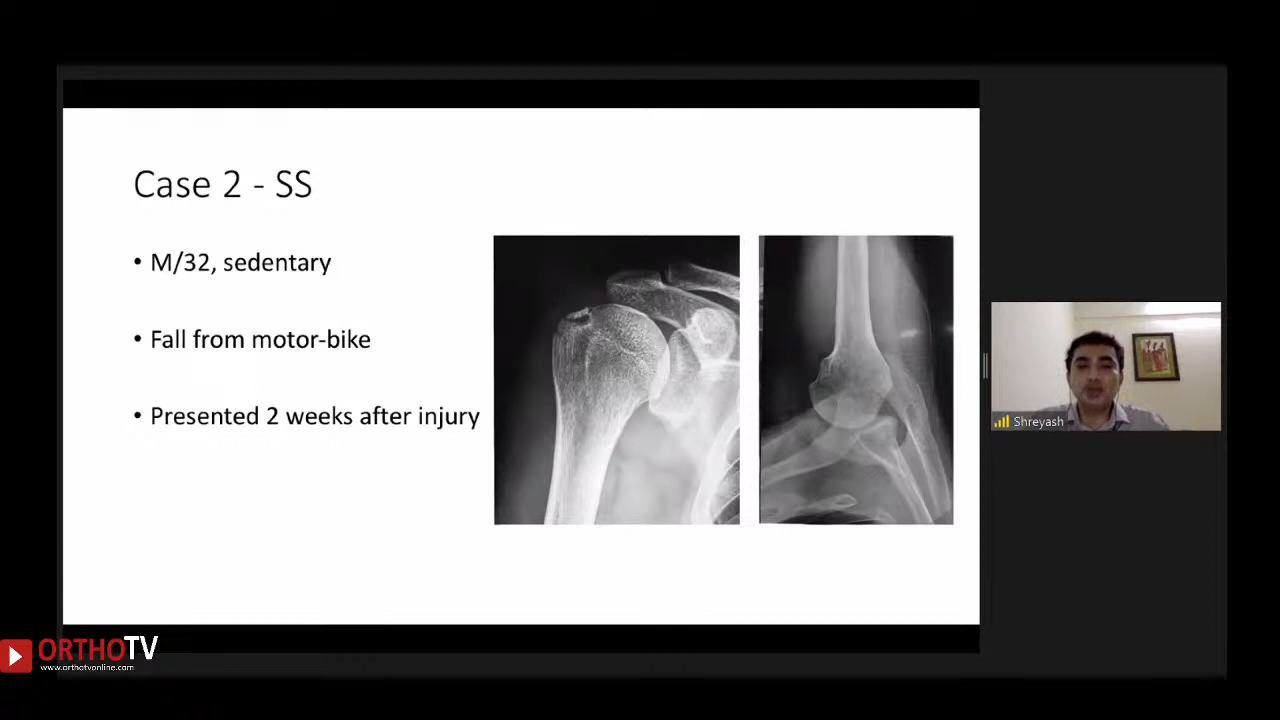 Case 2 - SS
• M/32, sedentary
• Fall from motor-bike
• Presented 2 weeks after injury
Shreyash
ORTHOTV
www.orthotvonline.com